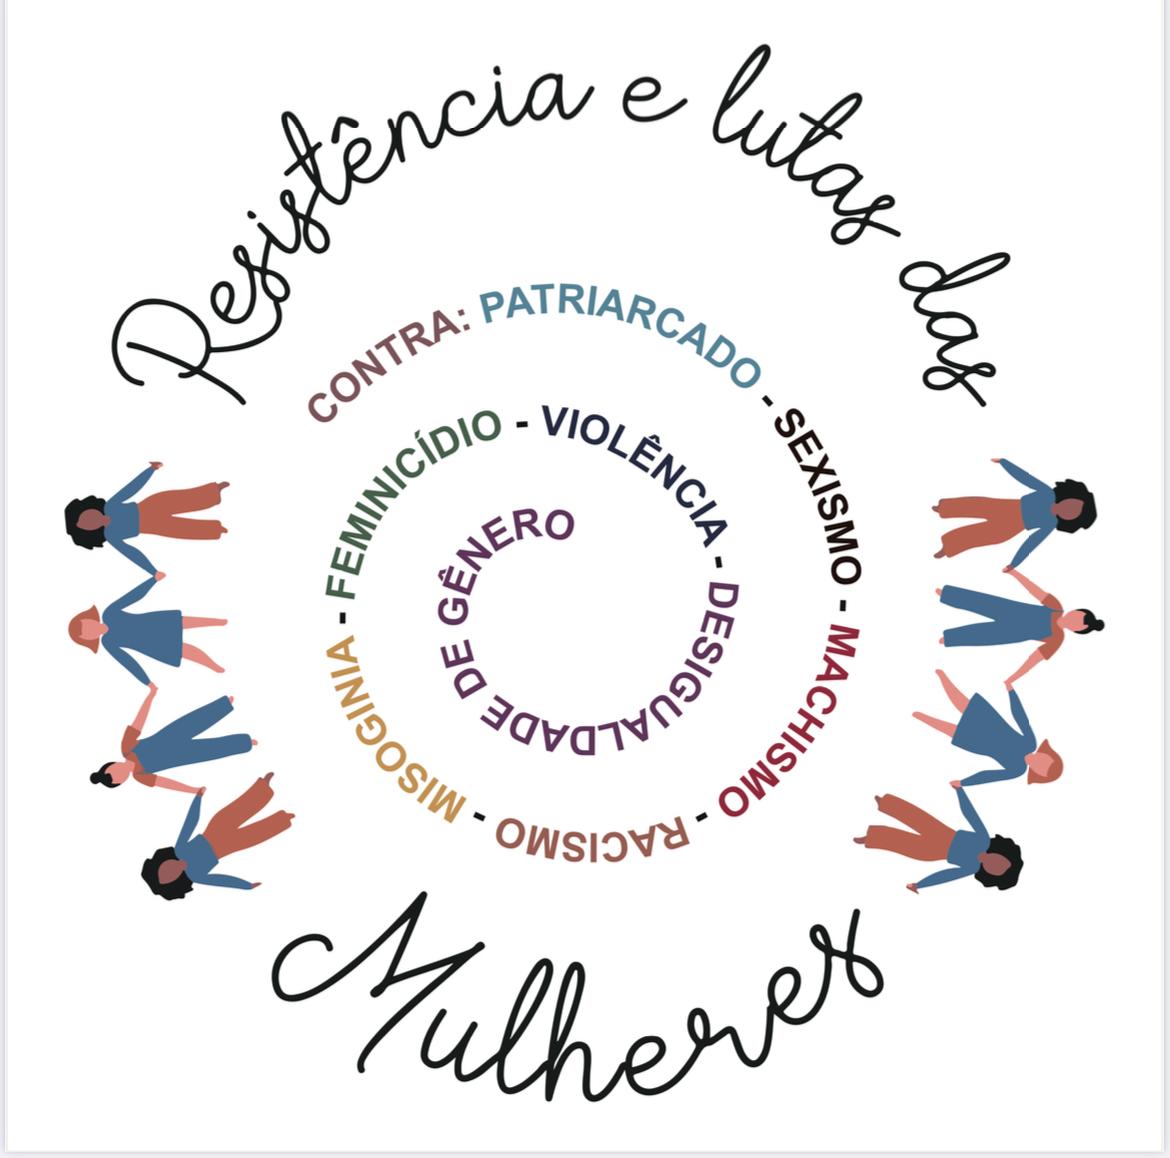 Resistência e lutas das
Mulheres
CONTRA: PATRIARCADO - SEXISMO - MACHISMO - RACISMO - MISOGINIA - FEMINICÍDIO - VIOLÊNCIA - DESIGUALDADE DE GÊNERO